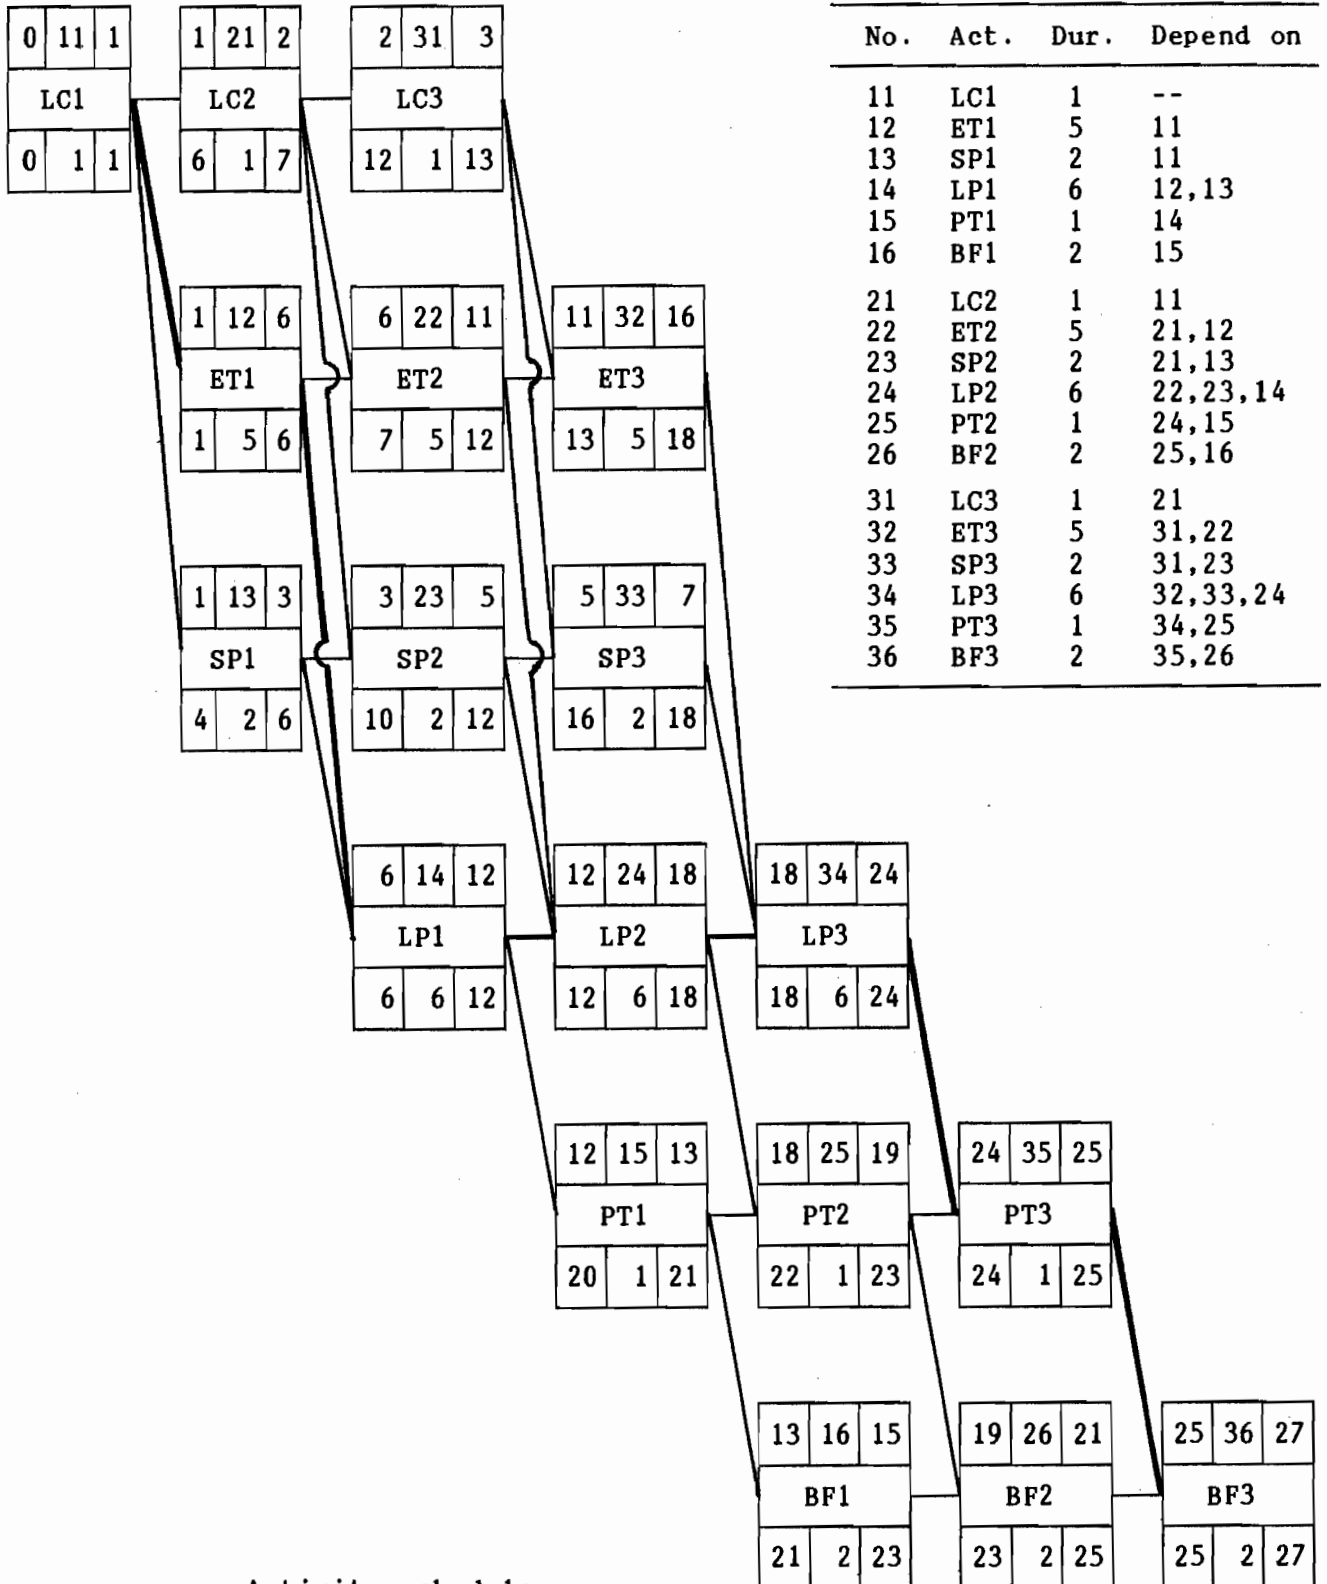 0 11 1
LC1
0 1 1
1 21 2
LC2
6 1 7
2 31 3
LC3
12 1 13
1 12 6
ET1
1 5 6
6 22 11
ET2
7 5 12
11 32 16
ET3
13 5 18
1 13 3
SP1
4 2 6
3 23 5
SP2
10 2 12
5 33 7
SP3
16 2 18
6 14 12
LP1
6 6 12
12 24 18
LP2
12 6 18
18 34 24
LP3
18 6 24
12 15 13
PT1
20 1 21
18 25 19
PT2
22 1 23
24 35 25
PT3
24 1 25
13 16 15
BF1
21 2 23
19 26 21
BF2
23 2 25
25 36 27
BF3
25 2 27
No. Act. Dur. Depend on
11 LC1 1 --
12 ET1 5 11
13 SP1 2 11
14 LP1 6 12,13
15 PT1 1 14
16 BF1 2 15
21 LC2 1 11
22 ET2 5 21,12
23 SP2 2 21,13
24 LP2 6 22,23,14
25 PT2 1 24,15
26 BF2 2 25,16
31 LC3 1 21
32 ET3 5 31,22
33 SP3 2 31,23
34 LP3 6 32,33,24
35 PT3 1 34,25
36 BF3 2 35,26